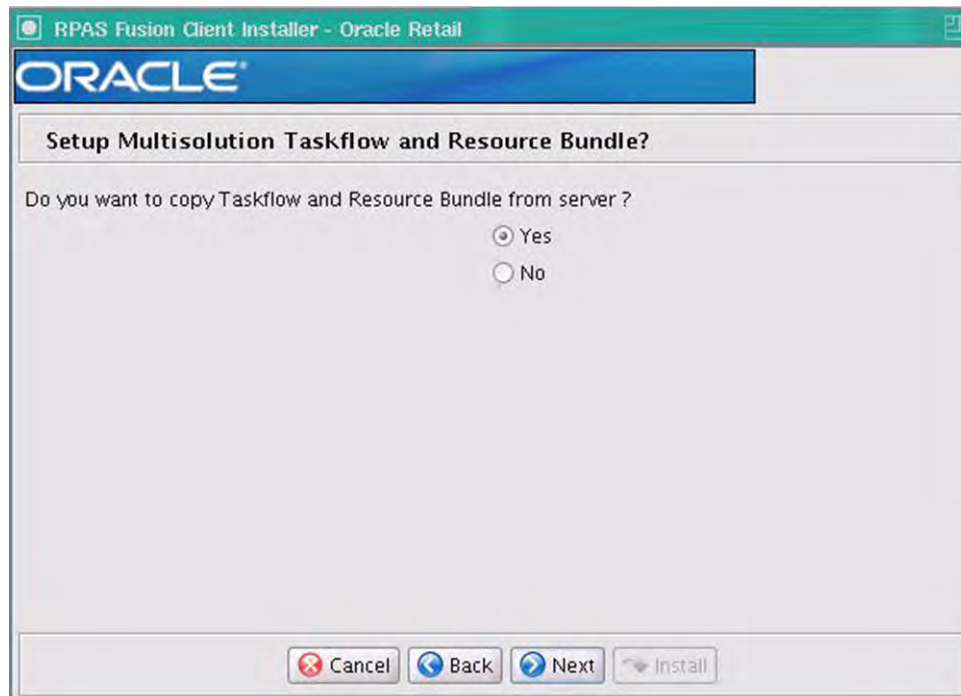 RPAS Fusion Client Installer - Oracle Retail
ORACLE®
Setup Multisolution Taskflow and Resource Bundle?
Do you want to copy Taskflow and Resource Bundle from server ?
Yes
No
Cancel
Back
Next
Install